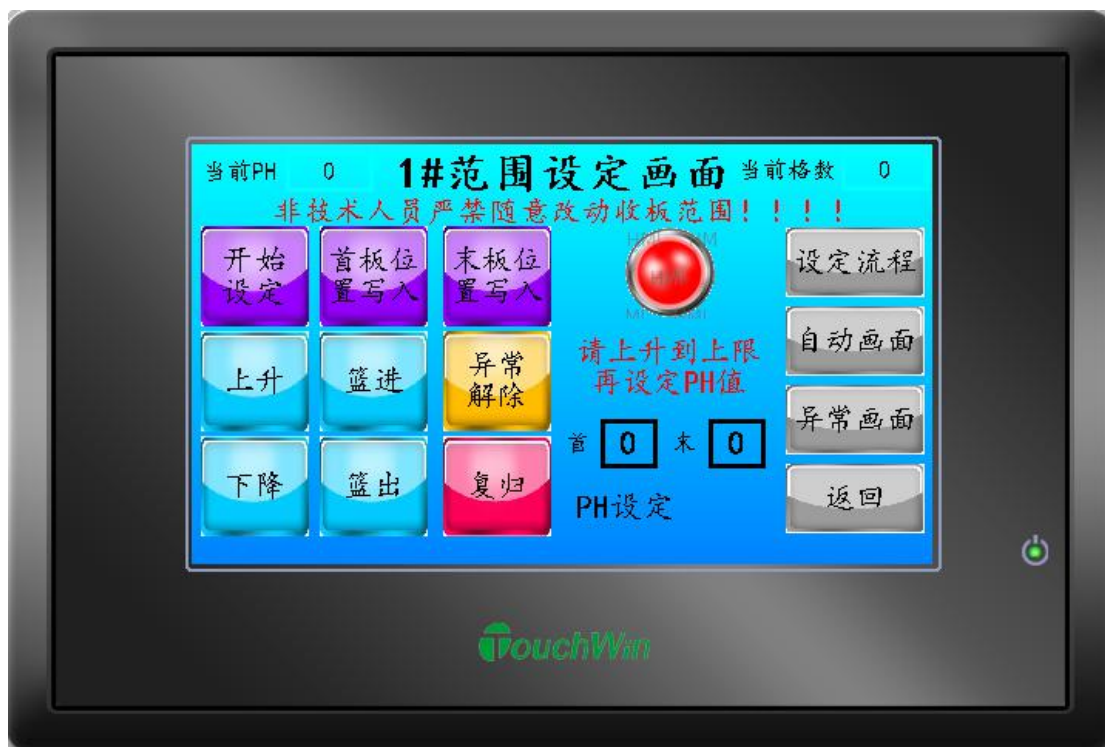 当前PH 0 1#范围设定画面 当前格数 0
非技术人员严禁随意改动收板范围！！！！
开始
设定
首板位
置写入
末板位
置写入
设定流程
上升
篮进
异常
解除
请上升到上限
再设定PH值
自动画面
首 0 末 0
异常画面
下降
篮出
复归
PH设定
返回
TouchWin